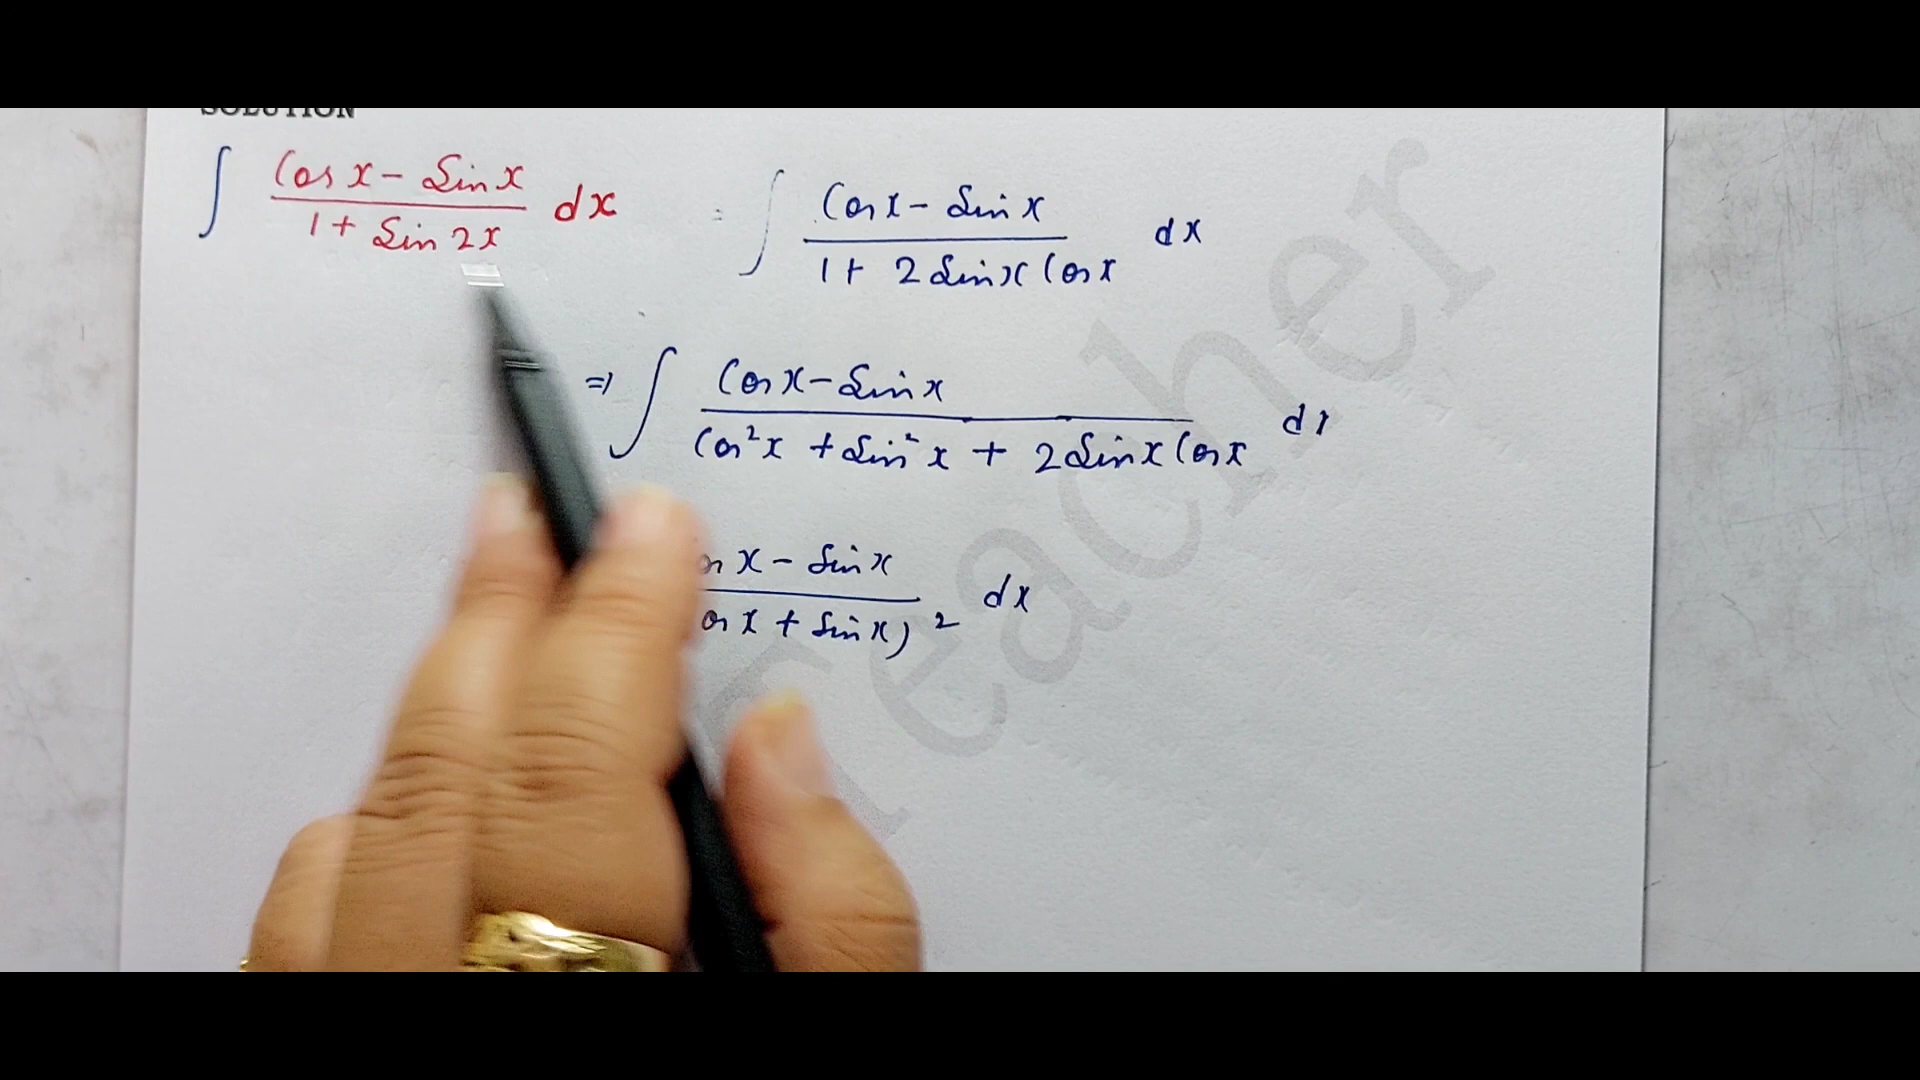 SOLUTION
∫ (Cos x - Sin x)/(1 + Sin 2x) dx = ∫ (Cos x - Sin x)/(1 + 2 Sin x Cos x) dx
⇒ ∫ (Cos x - Sin x)/(Cos²x + Sin²x + 2 Sin x Cos x) dx
x - Sin x
x + Sin x)² dx
Teacher